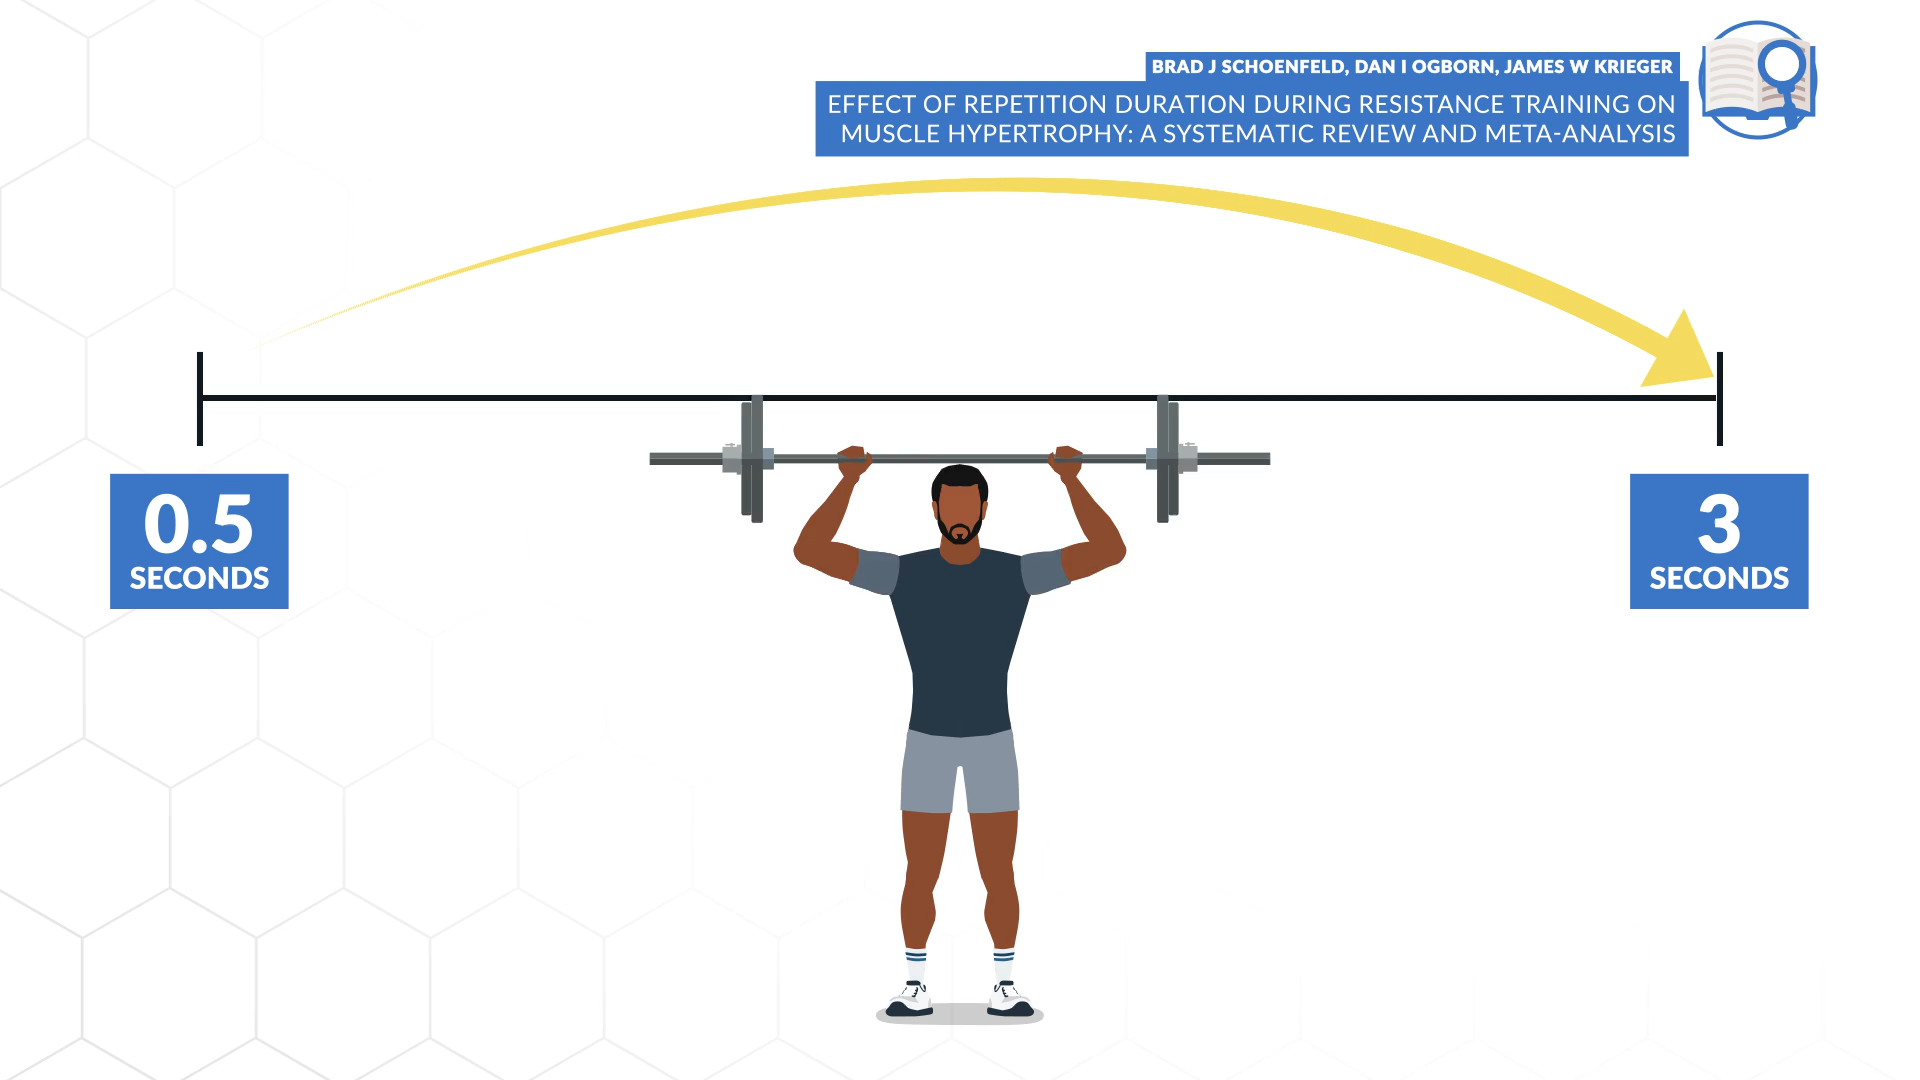 BRAD J SCHOENFELD, DAN I OGBORN, JAMES W KRIEGER
EFFECT OF REPETITION DURATION DURING RESISTANCE TRAINING ON
MUSCLE HYPERTROPHY: A SYSTEMATIC REVIEW AND META-ANALYSIS
0.5
SECONDS
3
SECONDS